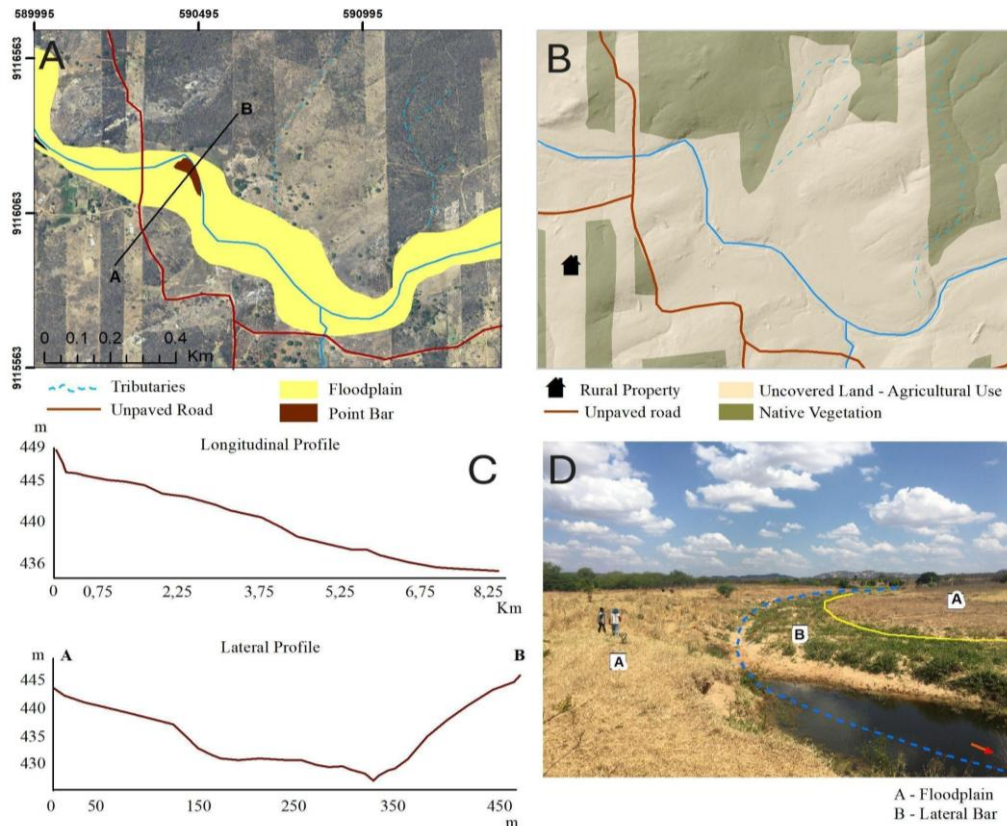 589995 590495 590995
A
B
9116563
9116063
9115563
B
A
0 0.1 0.2 0.4
Km
Tributaries
Floodplain
Unpaved Road
Point Bar
Rural Property
Uncovered Land - Agricultural Use
Unpaved road
Native Vegetation
m
Longitudinal Profile
C
449
445
440
436
0 0,75 2,25 3,75 5,25 6,75 8,25
Km
Lateral Profile
m A B
445
440
435
430
0 50 150 250 350 450
m
D
A
B
A
A - Floodplain
B - Lateral Bar